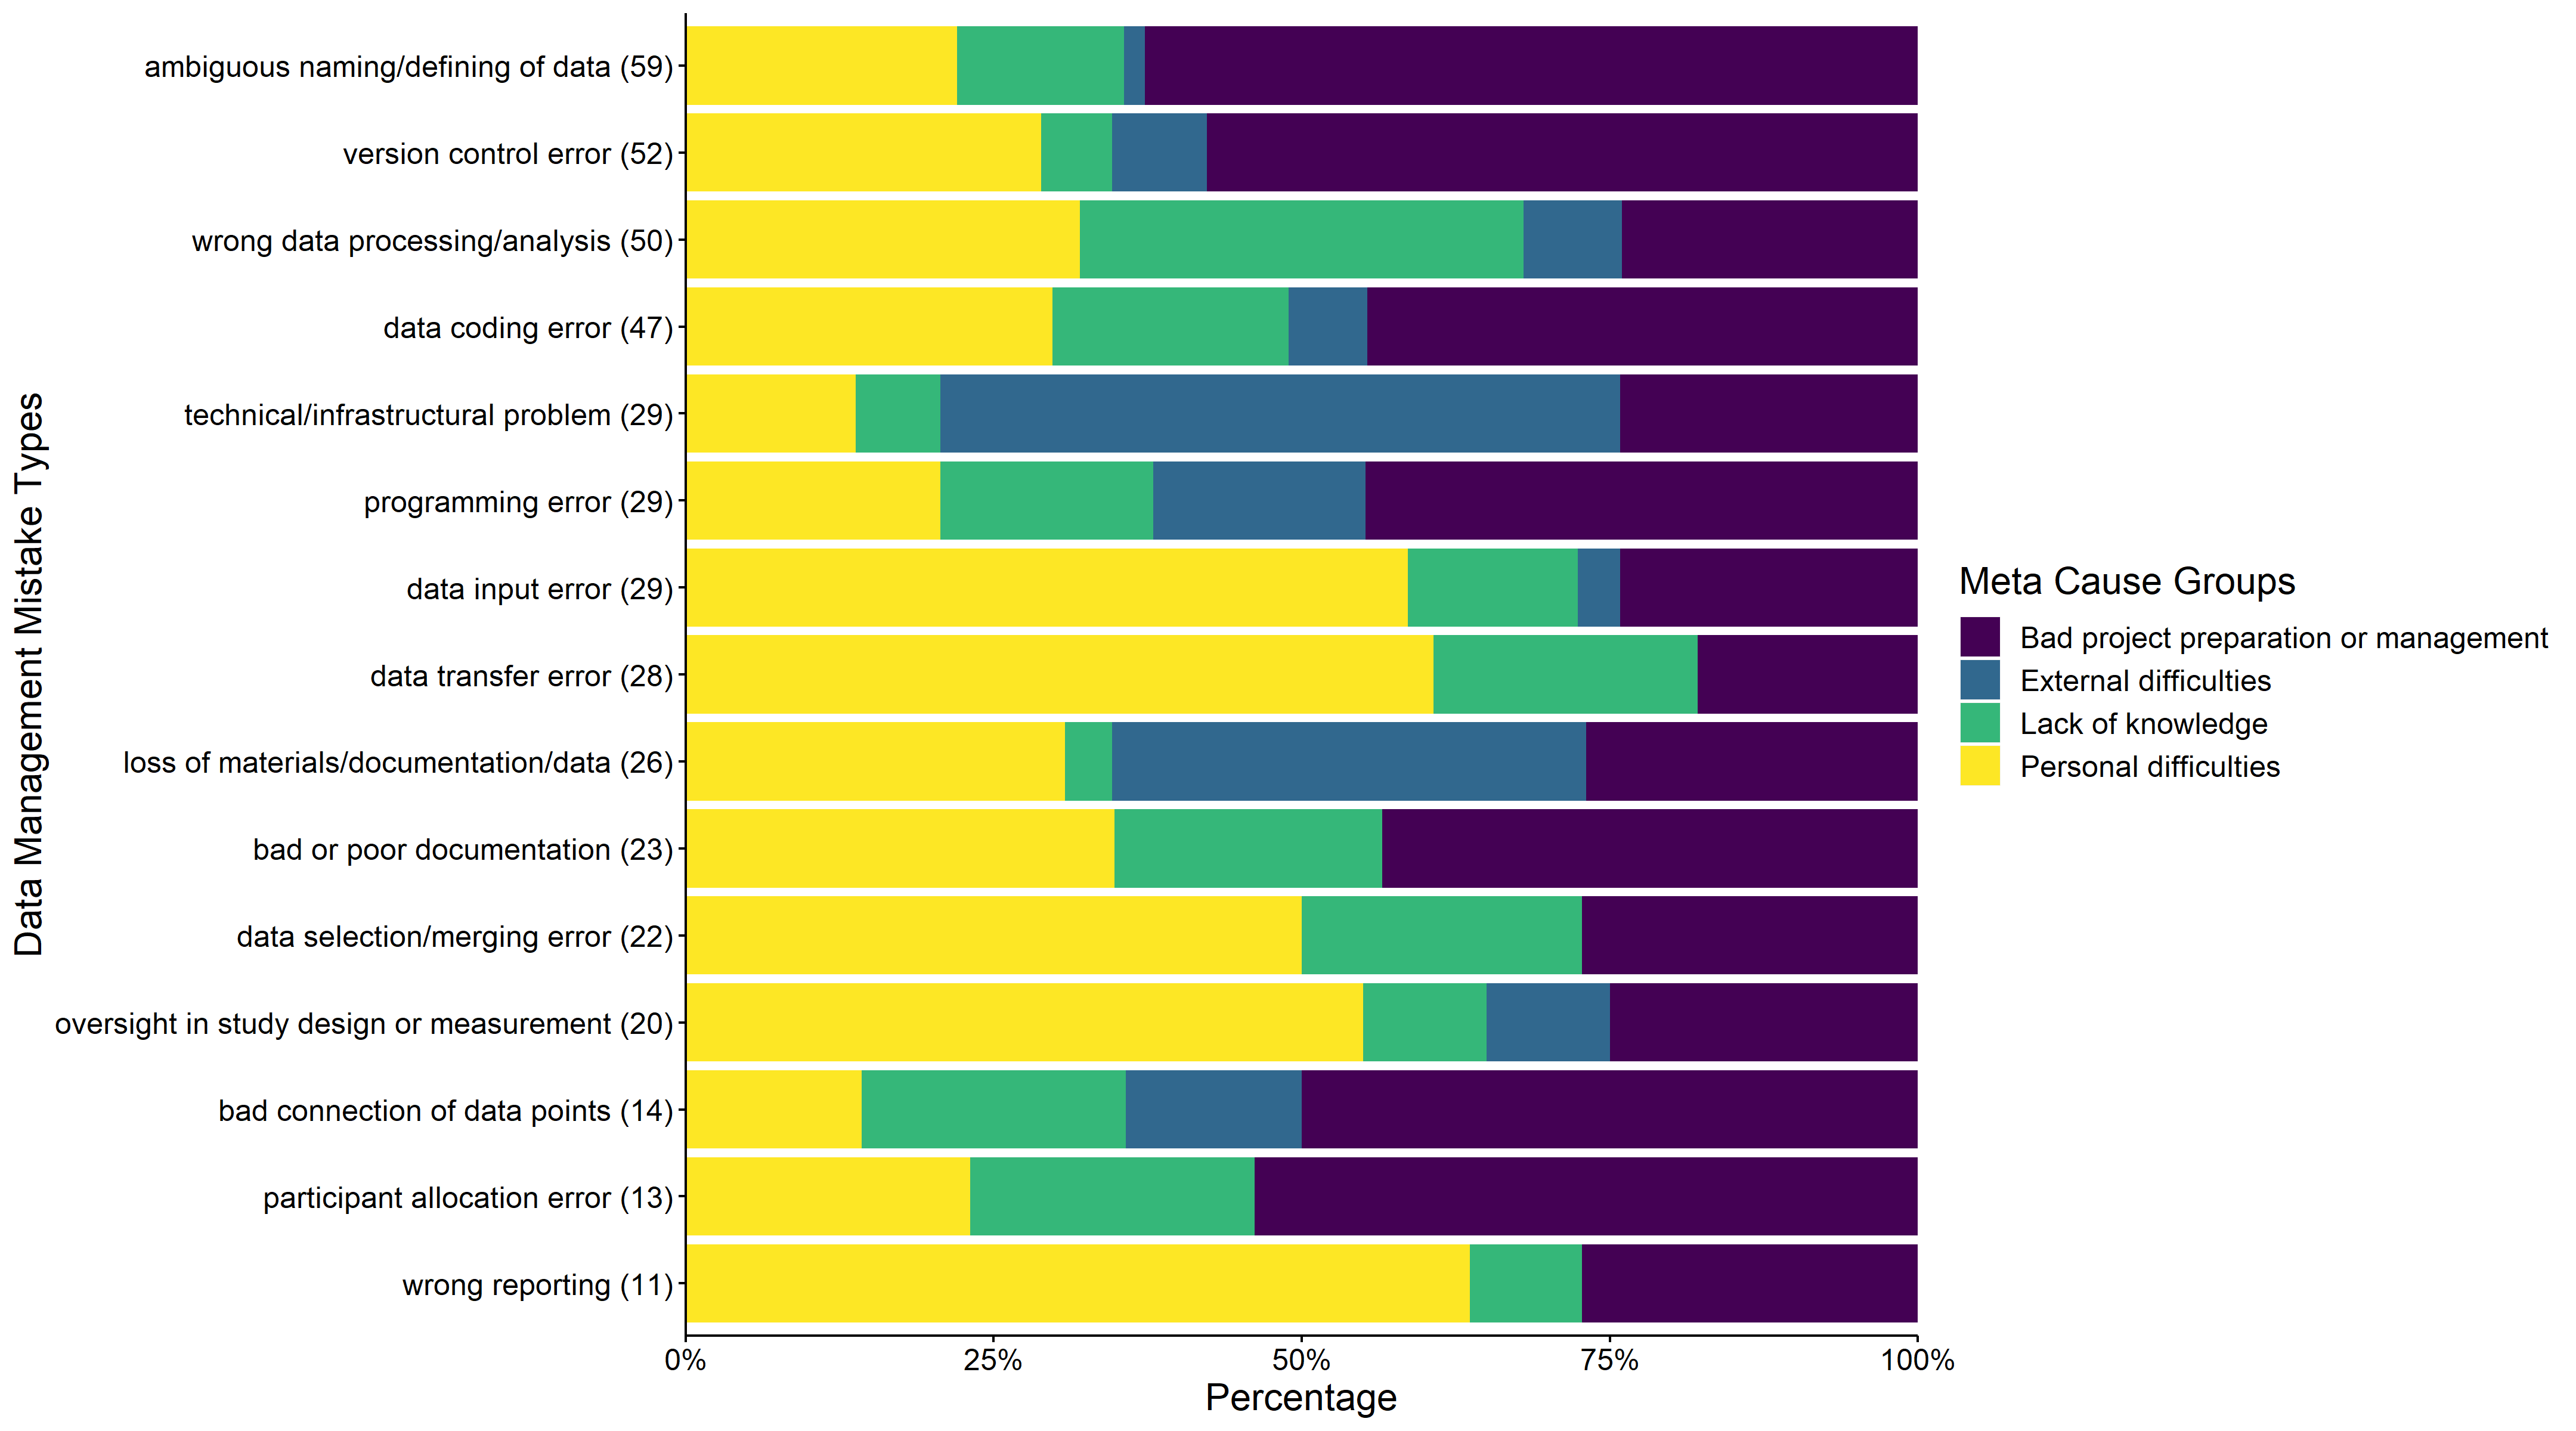 ambiguous naming/defining of data (59)
version control error (52)
wrong data processing/analysis (50)
data coding error (47)
technical/infrastructural problem (29)
programming error (29)
data input error (29)
data transfer error (28)
loss of materials/documentation/data (26)
bad or poor documentation (23)
data selection/merging error (22)
oversight in study design or measurement (20)
bad connection of data points (14)
participant allocation error (13)
wrong reporting (11)
Data Management Mistake Types
0% 25% 50% 75% 100%
Percentage
Meta Cause Groups
Bad project preparation or management
External difficulties
Lack of knowledge
Personal difficulties